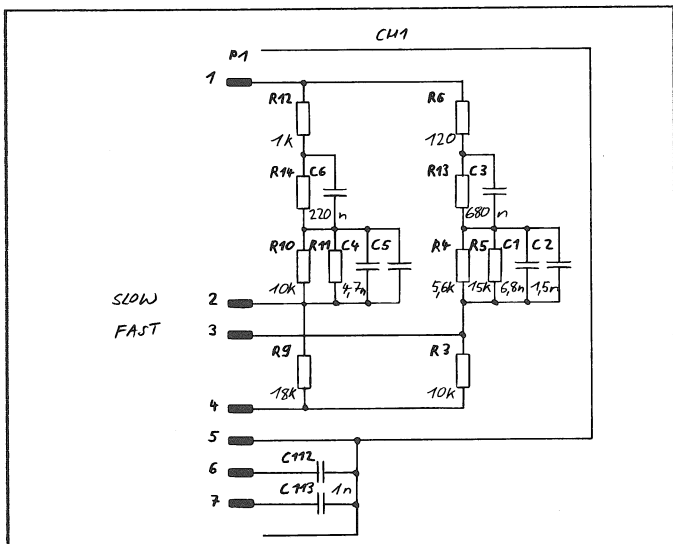 CH1
P1
1
R12
R6
1k
120
R14 C6
R13 C3
220 n
680 n
R10 R11 C4 C5
R4 R5 C1 C2
10k
4,7n
5,6k 15k 6,8n 1,5n
SLOW 2
FAST 3
R9
R3
18k
10k
4
5
C112
6
1n
C113
7